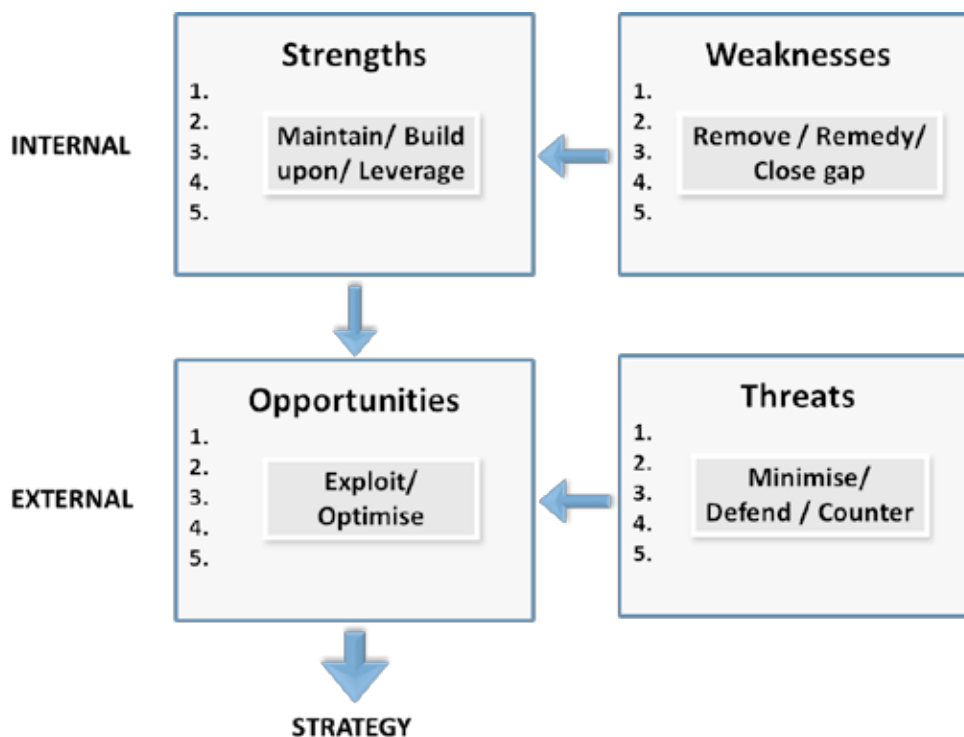 Strengths
1.
2.
3.
4.
5.
Maintain/ Build
upon/ Leverage
Weaknesses
1.
2.
3.
4.
5.
Remove / Remedy/
Close gap
INTERNAL
Opportunities
1.
2.
3.
4.
5.
Exploit/
Optimise
Threats
1.
2.
3.
4.
5.
Minimise/
Defend / Counter
EXTERNAL
STRATEGY